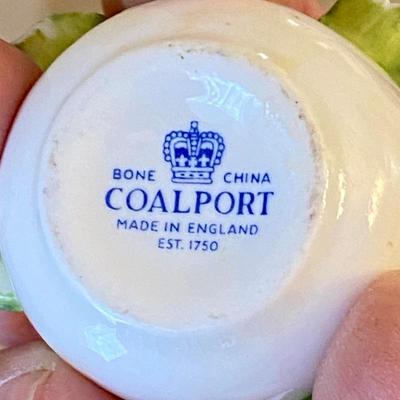 BONE CHINA
COALPORT
MADE IN ENGLAND
EST. 1750